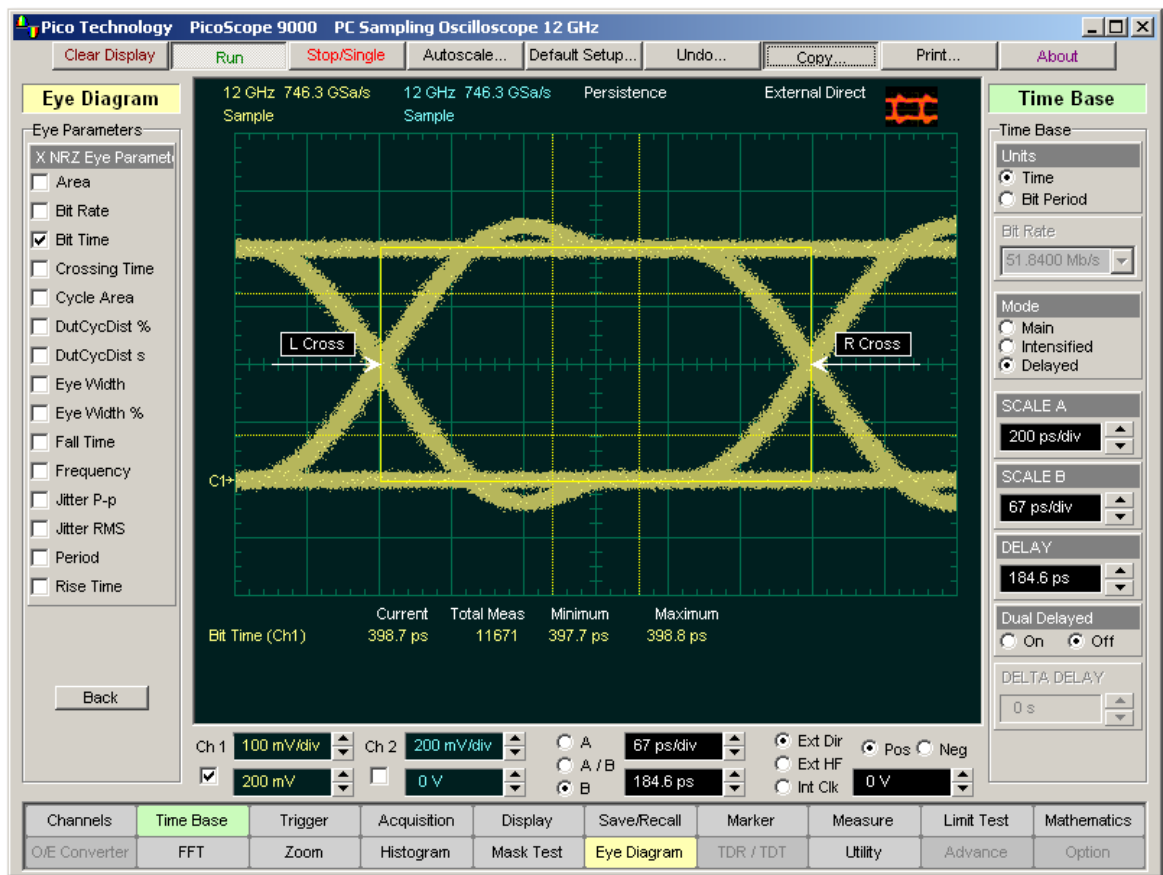 Pico Technology PicoScope 9000 PC Sampling Oscilloscope 12 GHz
Clear Display Run Stop/Single Autoscale... Default Setup... Undo... Copy... Print... About
Eye Diagram
Eye Parameters
X NRZ Eye Paramet
Area
Bit Rate
Bit Time
Crossing Time
Cycle Area
DutCycDist %
DutCycDist s
Eye Width
Eye Width %
Fall Time
Frequency
Jitter P-p
Jitter RMS
Period
Rise Time
Back
12 GHz 746.3 GSa/s 12 GHz 746.3 GSa/s Persistence External Direct
Sample Sample
L Cross R Cross
C1
Current Total Meas Minimum Maximum
Bit Time (Ch1) 398.7 ps 11671 397.7 ps 398.8 ps
Time Base
Time Base
Units
Time
Bit Period
Bit Rate
51.8400 Mb/s
Mode
Main
Intensified
Delayed
SCALE A
200 ps/div
SCALE B
67 ps/div
DELAY
184.6 ps
Dual Delayed
On Off
DELTA DELAY
0 s
Ch 1 100 mV/div Ch 2 200 mV/div A 67 ps/div Ext Dir Pos Neg
A / B Ext HF
200 mV 0 V B 184.6 ps Int Clk 0 V
Channels Time Base Trigger Acquisition Display Save/Recall Marker Measure Limit Test Mathematics
O/E Converter FFT Zoom Histogram Mask Test Eye Diagram TDR / TDT Utility Advance Option